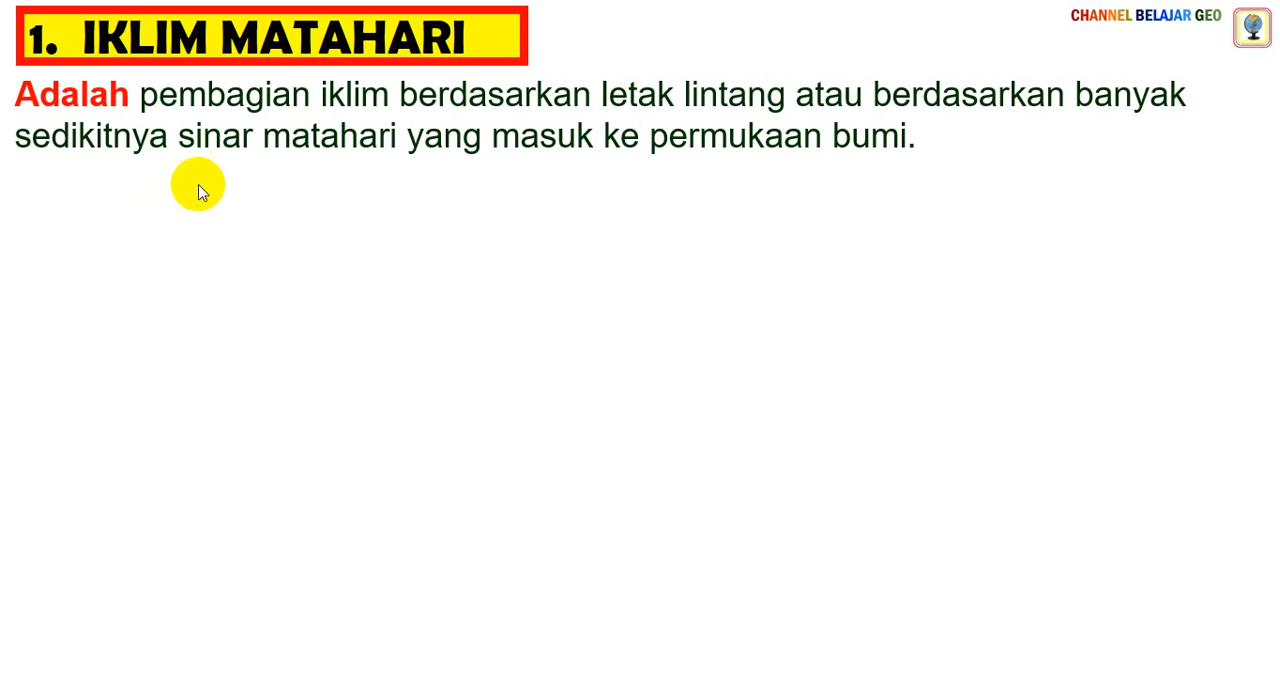 1. IKLIM MATAHARI
CHANNEL BELAJAR GEO
Adalah pembagian iklim berdasarkan letak lintang atau berdasarkan banyak
sedikitnya sinar matahari yang masuk ke permukaan bumi.